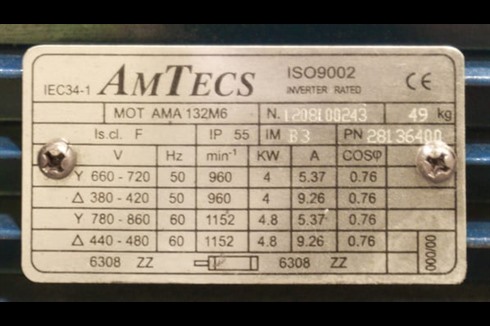 IEC34-1 AMTECS ISO9002 INVERTER RATED CE
MOT AMA 132M6 N. 1208100243 49 kg
Is.cl. F IP 55 IM B3 PN 28136400
V Hz min-1 KW A COSφ
Y 660 - 720 50 960 4 5.37 0.76
Δ 380 - 420 50 960 4 9.26 0.76
Y 780 - 860 60 1152 4.8 5.37 0.76
Δ 440 - 480 60 1152 4.8 9.26 0.76
6308 ZZ 6308 ZZ
000/00